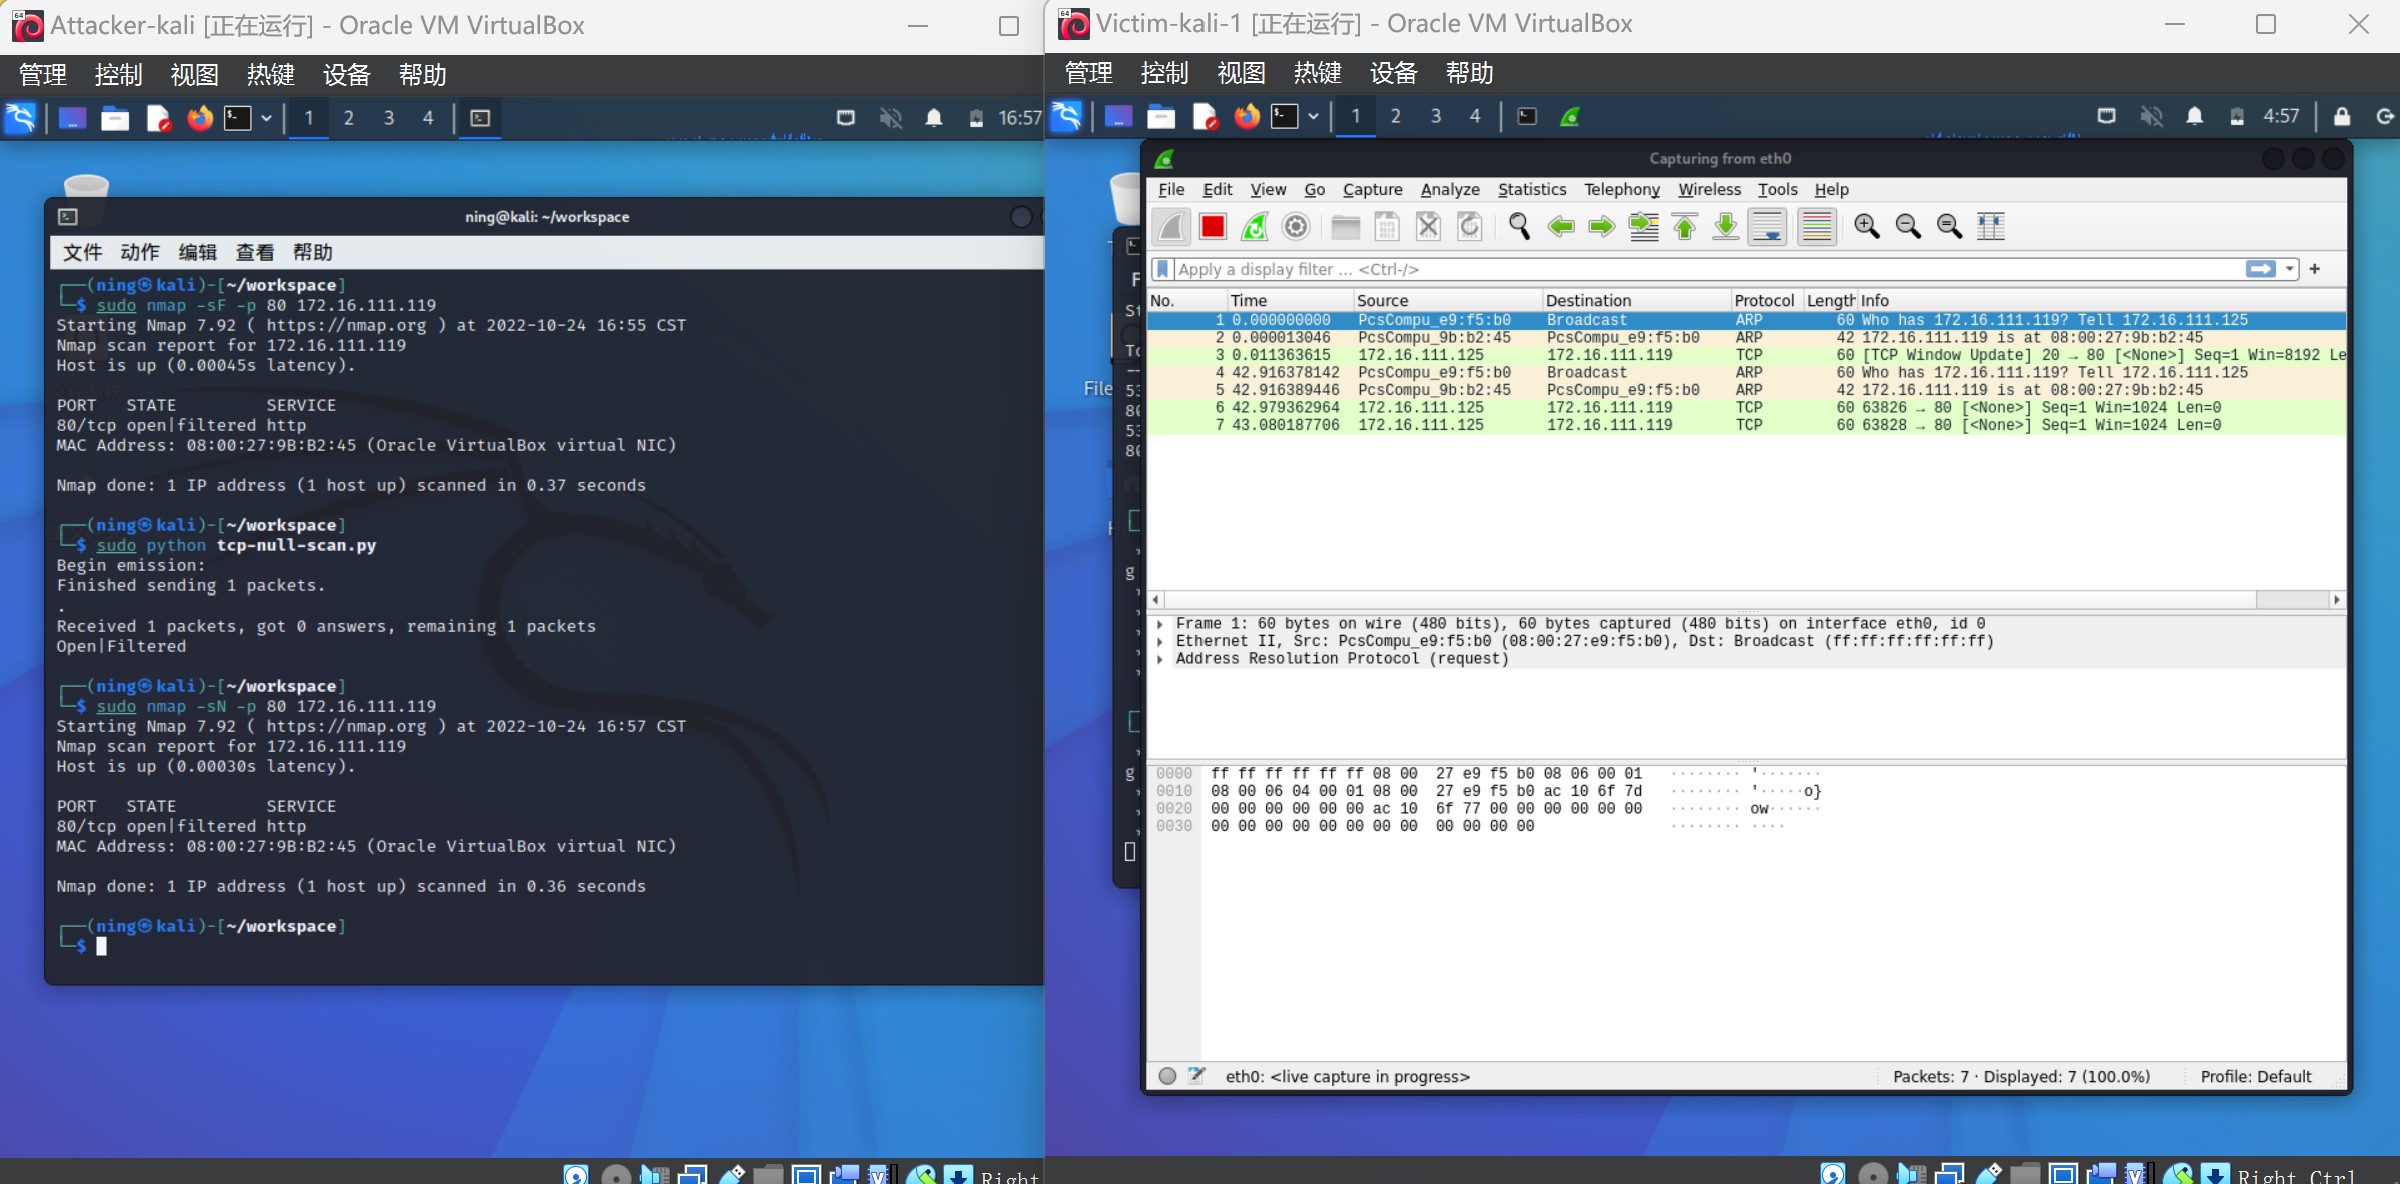 Attacker-kali [正在运行] - Oracle VM VirtualBox
管理 控制 视图 热键 设备 帮助
1 2 3 4 16:57
ning@kali: ~/workspace
文件 动作 编辑 查看 帮助
┌──(ning㉿kali)-[~/workspace]
└─$ sudo nmap -sF -p 80 172.16.111.119
Starting Nmap 7.92 ( https://nmap.org ) at 2022-10-24 16:55 CST
Nmap scan report for 172.16.111.119
Host is up (0.00045s latency).
PORT STATE SERVICE
80/tcp open|filtered http
MAC Address: 08:00:27:9B:B2:45 (Oracle VirtualBox virtual NIC)
Nmap done: 1 IP address (1 host up) scanned in 0.37 seconds
┌──(ning㉿kali)-[~/workspace]
└─$ sudo python tcp-null-scan.py
Begin emission:
Finished sending 1 packets.
.
Received 1 packets, got 0 answers, remaining 1 packets
Open|Filtered
┌──(ning㉿kali)-[~/workspace]
└─$ sudo nmap -sN -p 80 172.16.111.119
Starting Nmap 7.92 ( https://nmap.org ) at 2022-10-24 16:57 CST
Nmap scan report for 172.16.111.119
Host is up (0.00030s latency).
PORT STATE SERVICE
80/tcp open|filtered http
MAC Address: 08:00:27:9B:B2:45 (Oracle VirtualBox virtual NIC)
Nmap done: 1 IP address (1 host up) scanned in 0.36 seconds
┌──(ning㉿kali)-[~/workspace]
└─$
Right
Victim-kali-1 [正在运行] - Oracle VM VirtualBox
管理 控制 视图 热键 设备 帮助
1 2 3 4 4:57
Capturing from eth0
File Edit View Go Capture Analyze Statistics Telephony Wireless Tools Help
Apply a display filter ... <Ctrl-/>
No. Time Source Destination Protocol Length Info
1 0.000000000 PcsCompu_e9:f5:b0 Broadcast ARP 60 Who has 172.16.111.119? Tell 172.16.111.125
2 0.000013046 PcsCompu_9b:b2:45 PcsCompu_e9:f5:b0 ARP 42 172.16.111.119 is at 08:00:27:9b:b2:45
3 0.011363615 172.16.111.125 172.16.111.119 TCP 60 [TCP Window Update] 20 → 80 [<None>] Seq=1 Win=8192 Le
4 42.916378142 PcsCompu_e9:f5:b0 Broadcast ARP 60 Who has 172.16.111.119? Tell 172.16.111.125
5 42.916389446 PcsCompu_9b:b2:45 PcsCompu_e9:f5:b0 ARP 42 172.16.111.119 is at 08:00:27:9b:b2:45
6 42.979362964 172.16.111.125 172.16.111.119 TCP 60 63826 → 80 [<None>] Seq=1 Win=1024 Len=0
7 43.080187706 172.16.111.125 172.16.111.119 TCP 60 63828 → 80 [<None>] Seq=1 Win=1024 Len=0
File
Frame 1: 60 bytes on wire (480 bits), 60 bytes captured (480 bits) on interface eth0, id 0
Ethernet II, Src: PcsCompu_e9:f5:b0 (08:00:27:e9:f5:b0), Dst: Broadcast (ff:ff:ff:ff:ff:ff)
Address Resolution Protocol (request)
0000 ff ff ff ff ff ff 08 00 27 e9 f5 b0 08 06 00 01 ········ '·······
0010 08 00 06 04 00 01 08 00 27 e9 f5 b0 ac 10 6f 7d ········ '·····o}
0020 00 00 00 00 00 00 ac 10 6f 77 00 00 00 00 00 00 ········ ow······
0030 00 00 00 00 00 00 00 00 00 00 00 00 ········ ····
eth0: <live capture in progress>
Packets: 7 · Displayed: 7 (100.0%)
Profile: Default
Right Ctrl